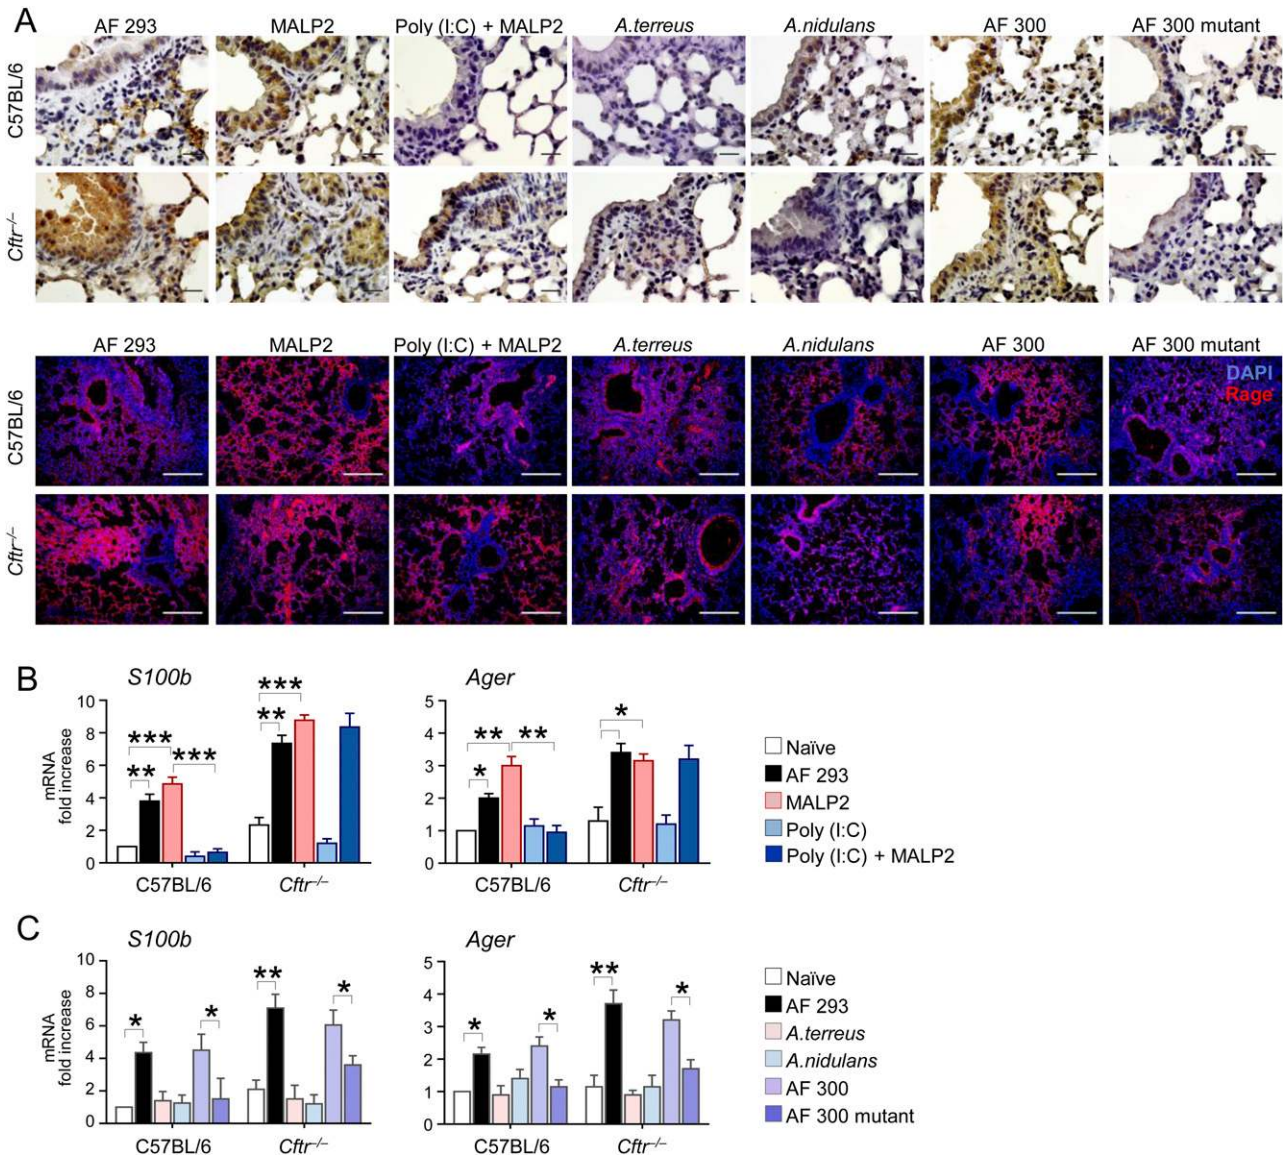 A
AF 293 MALP2 Poly (I:C) + MALP2 A.terreus A.nidulans AF 300 AF 300 mutant
C57BL/6
Cftr–/–
AF 293 MALP2 Poly (I:C) + MALP2 A.terreus A.nidulans AF 300 AF 300 mutant
C57BL/6
DAPI
Rage
Cftr–/–
B
S100b
mRNA
fold increase
10
8
6
4
2
0
***
**
***
***
**
C57BL/6 Cftr–/–
Ager
5
4
3
2
1
0
**
*
**
*
C57BL/6 Cftr–/–
Naïve
AF 293
MALP2
Poly (I:C)
Poly (I:C) + MALP2
C
S100b
mRNA
fold increase
10
8
6
4
2
0
*
*
**
*
C57BL/6 Cftr–/–
Ager
5
4
3
2
1
0
*
*
**
*
C57BL/6 Cftr–/–
Naïve
AF 293
A.terreus
A.nidulans
AF 300
AF 300 mutant